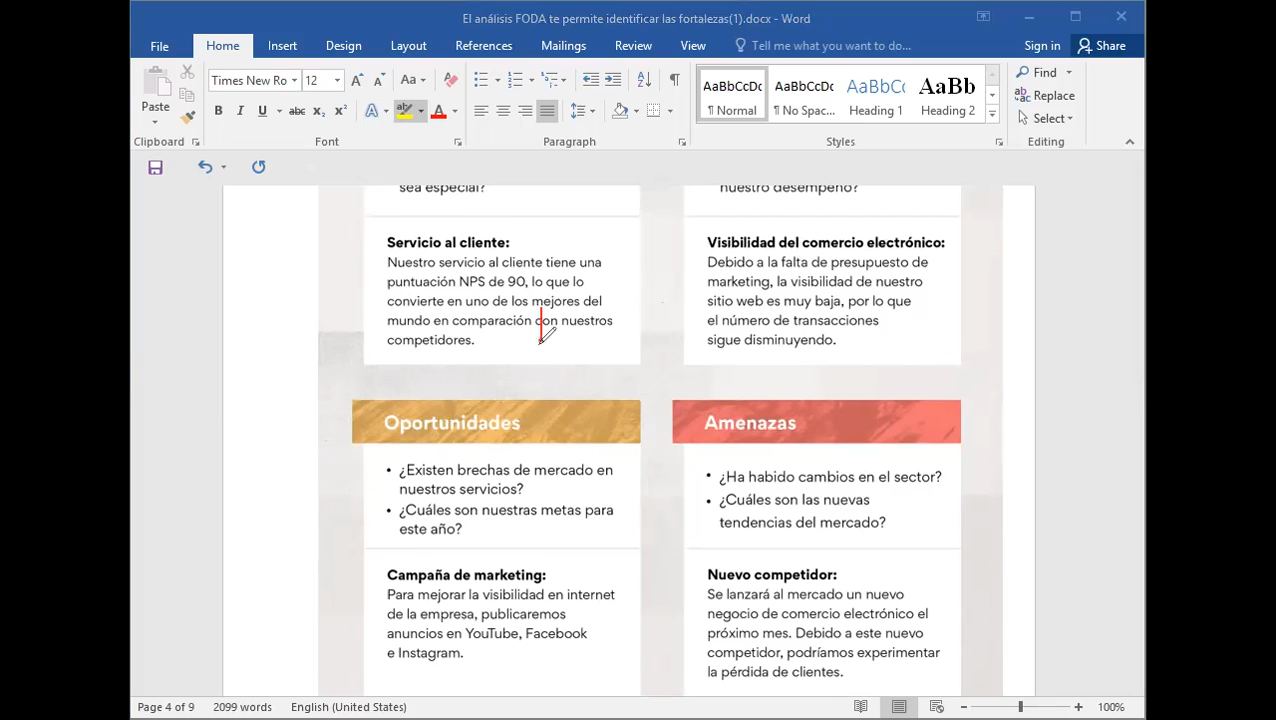 El análisis FODA te permite identificar las fortalezas(1).docx - Word
File Home Insert Design Layout References Mailings Review View Tell me what you want to do... Sign in Share
Times New Ro 12 Aa
AaBbCcDc AaBbCcDc AaBbCc AaBb
¶ Normal ¶ No Spac... Heading 1 Heading 2
Paste
Find
Replace
Select
B I U abc x₂ x² A aby A
Clipboard Font Paragraph Styles Editing
sea especial?
Servicio al cliente:
Nuestro servicio al cliente tiene una
puntuación NPS de 90, lo que lo
convierte en uno de los mejores del
mundo en comparación con nuestros
competidores.
nuestro desempeño?
Visibilidad del comercio electrónico:
Debido a la falta de presupuesto de
marketing, la visibilidad de nuestro
sitio web es muy baja, por lo que
el número de transacciones
sigue disminuyendo.
Oportunidades
• ¿Existen brechas de mercado en
nuestros servicios?
• ¿Cuáles son nuestras metas para
este año?
Campaña de marketing:
Para mejorar la visibilidad en internet
de la empresa, publicaremos
anuncios en YouTube, Facebook
e Instagram.
Amenazas
• ¿Ha habido cambios en el sector?
• ¿Cuáles son las nuevas
tendencias del mercado?
Nuevo competidor:
Se lanzará al mercado un nuevo
negocio de comercio electrónico el
próximo mes. Debido a este nuevo
competidor, podríamos experimentar
la pérdida de clientes.
Page 4 of 9 2099 words English (United States) 100%